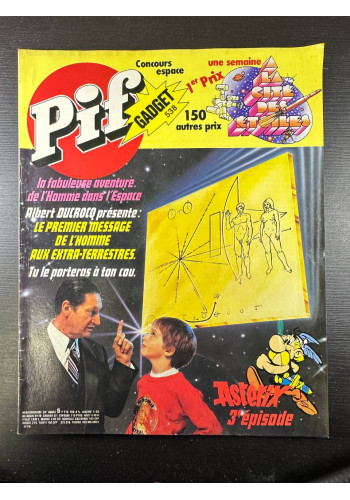 Concours
espace
une semaine
1er Prix
LA
CITÉ DES
ETOILES
150
autres prix
Pif
GADGET
538
la fabuleuse aventure
de l'Homme dans l'Espace
Albert DUCROCQ présente:
LE PREMIER MESSAGE
DE L'HOMME
AUX EXTRA-TERRESTRES.
Tu le porteras à ton cou.
Astérix
3e épisode